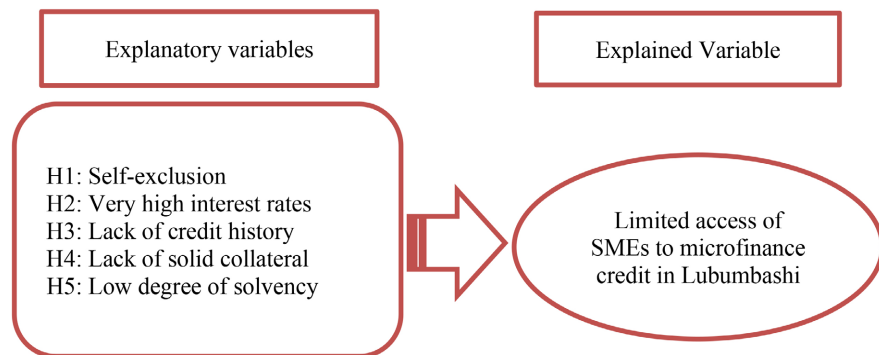 Explanatory variables
Explained Variable
H1: Self-exclusion
H2: Very high interest rates
H3: Lack of credit history
H4: Lack of solid collateral
H5: Low degree of solvency
Limited access of
SMEs to microfinance
credit in Lubumbashi